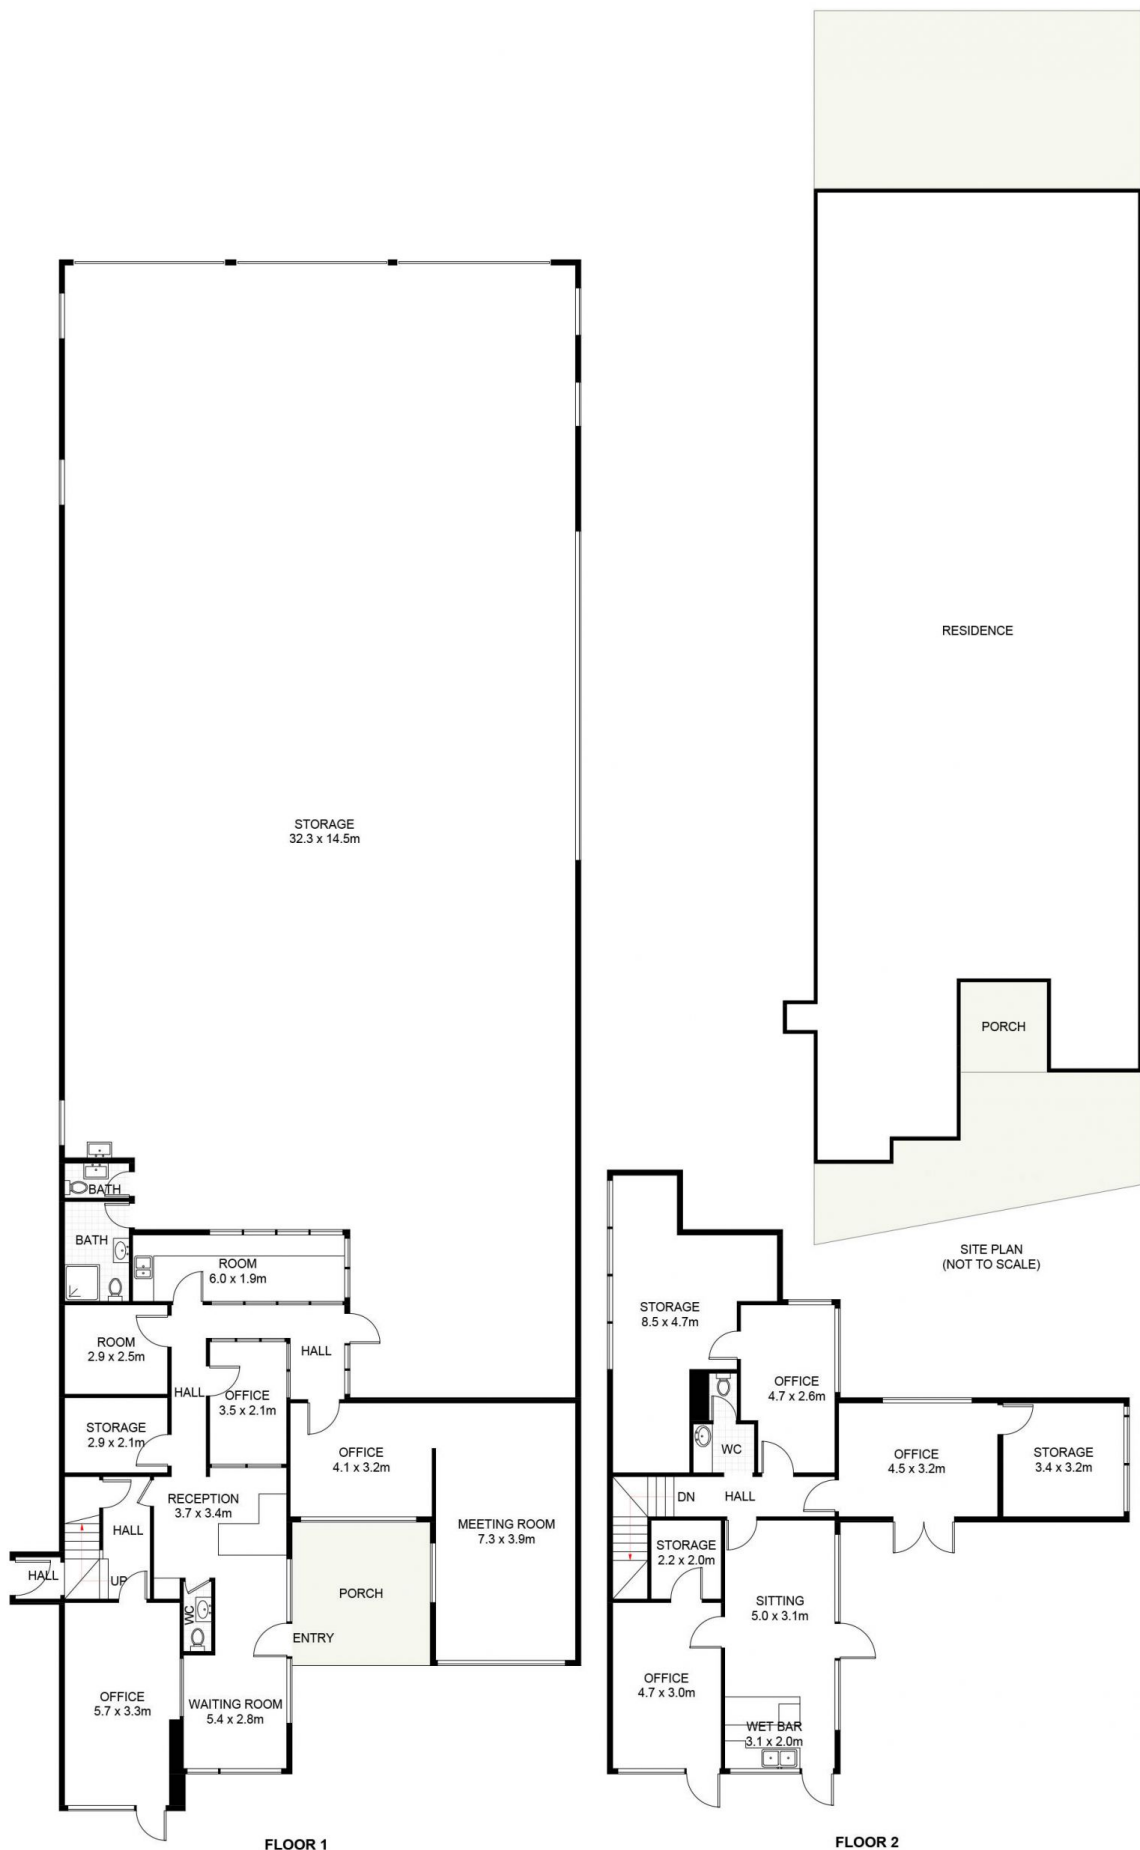 STORAGE
32.3 x 14.5m
BATH
BATH
ROOM
6.0 x 1.9m
ROOM
2.9 x 2.5m
HALL
HALL
OFFICE
3.5 x 2.1m
STORAGE
2.9 x 2.1m
OFFICE
4.1 x 3.2m
RECEPTION
3.7 x 3.4m
MEETING ROOM
7.3 x 3.9m
HALL
HALL
UP
WC
PORCH
ENTRY
OFFICE
5.7 x 3.3m
WAITING ROOM
5.4 x 2.8m
FLOOR 1
RESIDENCE
PORCH
SITE PLAN
(NOT TO SCALE)
STORAGE
8.5 x 4.7m
OFFICE
4.7 x 2.6m
WC
OFFICE
4.5 x 3.2m
STORAGE
3.4 x 3.2m
DN
HALL
STORAGE
2.2 x 2.0m
SITTING
5.0 x 3.1m
OFFICE
4.7 x 3.0m
WET BAR
3.1 x 2.0m
FLOOR 2